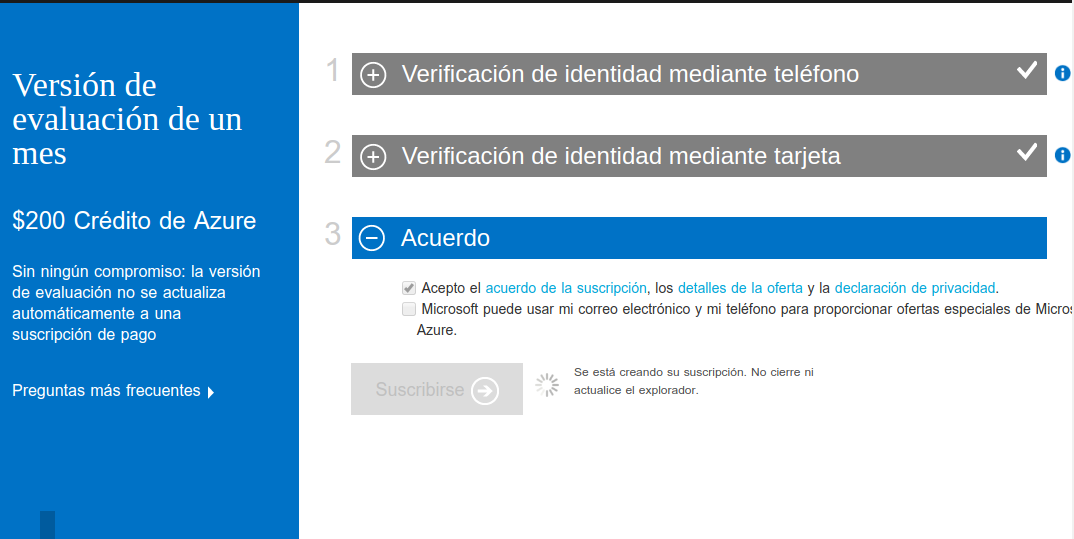 Versión de
evaluación de un
mes
$200 Crédito de Azure
Sin ningún compromiso: la versión
de evaluación no se actualiza
automáticamente a una
suscripción de pago
Preguntas más frecuentes
1 Verificación de identidad mediante teléfono
2 Verificación de identidad mediante tarjeta
3 Acuerdo
Acepto el acuerdo de la suscripción, los detalles de la oferta y la declaración de privacidad.
Microsoft puede usar mi correo electrónico y mi teléfono para proporcionar ofertas especiales de Micros
Azure.
Suscribirse
Se está creando su suscripción. No cierre ni
actualice el explorador.